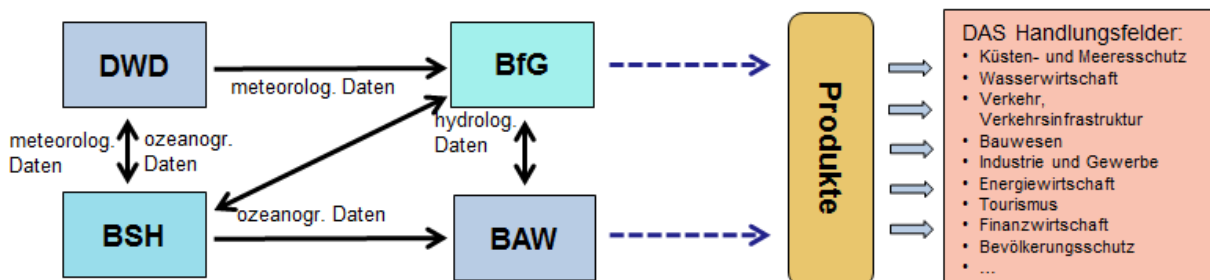 DWD
meteorolog. Daten
BfG
meteorolog.
Daten
ozeanogr.
Daten
hydrolog.
Daten
BSH
ozeanogr. Daten
BAW
Produkte
DAS Handlungsfelder:
• Küsten- und Meeresschutz
• Wasserwirtschaft
• Verkehr,
Verkehrsinfrastruktur
• Bauwesen
• Industrie und Gewerbe
• Energiewirtschaft
• Tourismus
• Finanzwirtschaft
• Bevölkerungsschutz
• ...